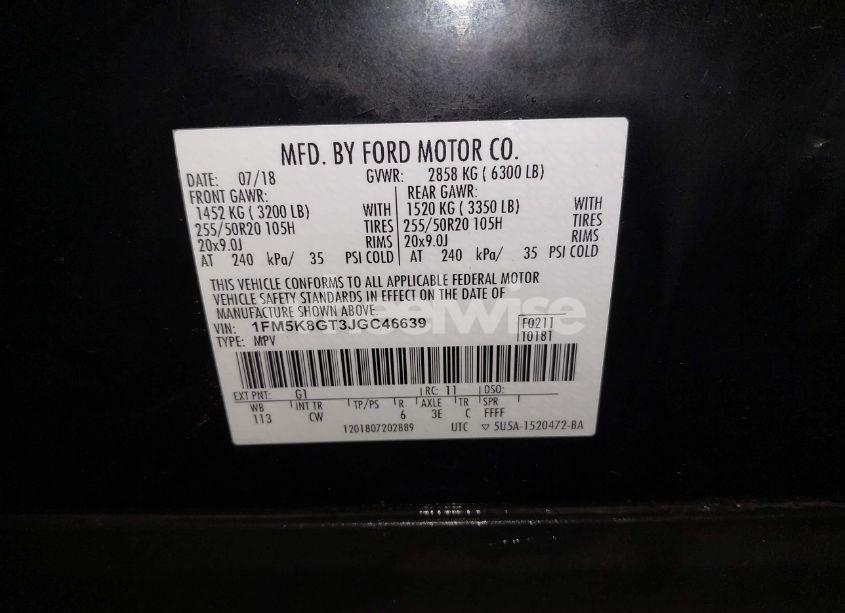 MFD. BY FORD MOTOR CO.
DATE: 07/18 GVWR: 2858 KG ( 6300 LB)
FRONT GAWR: REAR GAWR:
1452 KG ( 3200 LB) WITH 1520 KG ( 3350 LB) WITH
255/50R20 105H TIRES 255/50R20 105H TIRES
20x9.0J RIMS 20x9.0J RIMS
AT 240 kPa/ 35 PSI COLD AT 240 kPa/ 35 PSI COLD
THIS VEHICLE CONFORMS TO ALL APPLICABLE FEDERAL MOTOR
VEHICLE SAFETY STANDARDS IN EFFECT ON THE DATE OF
MANUFACTURE SHOWN ABOVE.
VIN: 1FM5K8GT3JGC46639 F0211
TYPE: MPV T0181
EXT PNT: G1 RC: 11 DSO:
WB INT TR TP/PS R AXLE TR SPR
113 CW 6 3E C FFFF
1201807202889 UTC ▽ 5U5A-1520472-BA